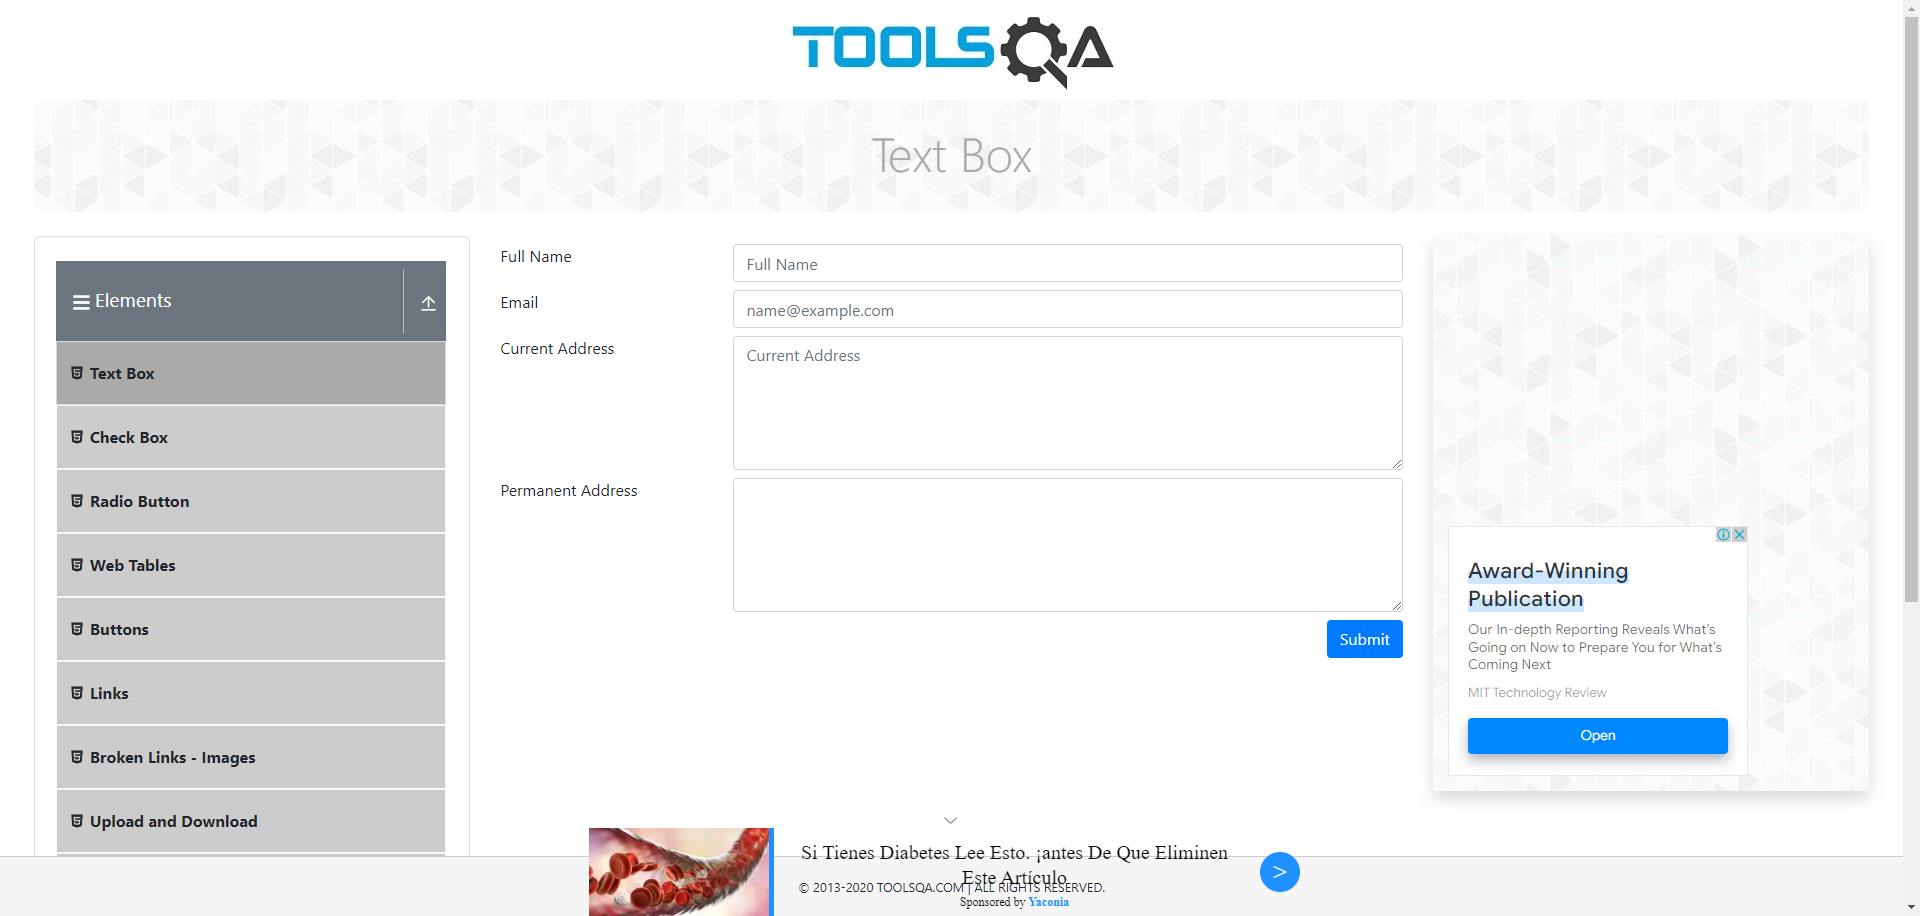 TOOLSQA
Text Box
Elements
Text Box
Check Box
Radio Button
Web Tables
Buttons
Links
Broken Links - Images
Upload and Download
Full Name
Full Name
Email
name@example.com
Current Address
Current Address
Permanent Address
Submit
Award-Winning
Publication
Our In-depth Reporting Reveals What's
Going on Now to Prepare You for What's
Coming Next
MIT Technology Review
Open
Si Tienes Diabetes Lee Esto. ¡antes De Que Eliminen
Este Artículo
>
© 2013-2020 TOOLSQA.COM | ALL RIGHTS RESERVED.
Sponsored by Yaconia